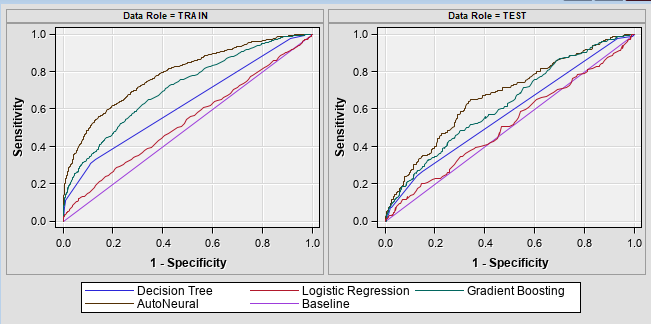 Data Role = TRAIN
Data Role = TEST
1.0
0.8
0.6
0.4
0.2
0.0
Sensitivity
0.0 0.2 0.4 0.6 0.8 1.0
1 - Specificity
1.0
0.8
0.6
0.4
0.2
0.0
Sensitivity
0.0 0.2 0.4 0.6 0.8 1.0
1 - Specificity
Decision Tree Logistic Regression Gradient Boosting
AutoNeural Baseline